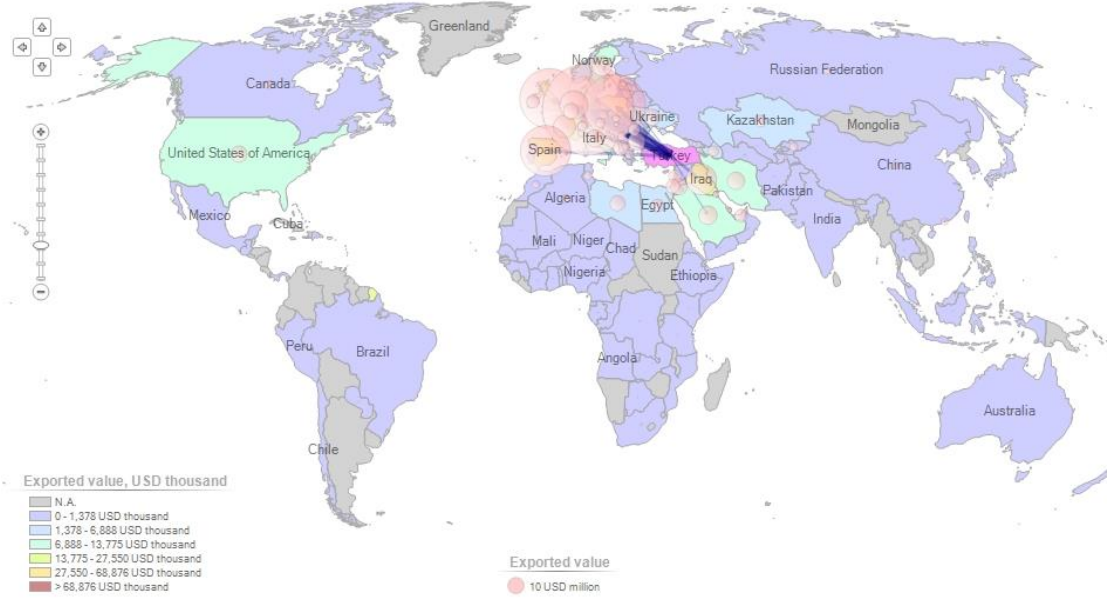 Greenland
Norway
Russian Federation
Canada
Ukraine
Kazakhstan
Mongolia
Italy
United States of America
Spain
Turkey
China
Iraq
Algeria
Egypt
Pakistan
Mexico
India
Cuba
Mali
Niger
Chad
Sudan
Nigeria
Ethiopia
Peru
Brazil
Angola
Australia
Chile
Exported value, USD thousand
N.A.
0 - 1,378 USD thousand
1,378 - 6,888 USD thousand
6,888 - 13,775 USD thousand
13,775 - 27,550 USD thousand
27,550 - 68,876 USD thousand
> 68,876 USD thousand
Exported value
10 USD million